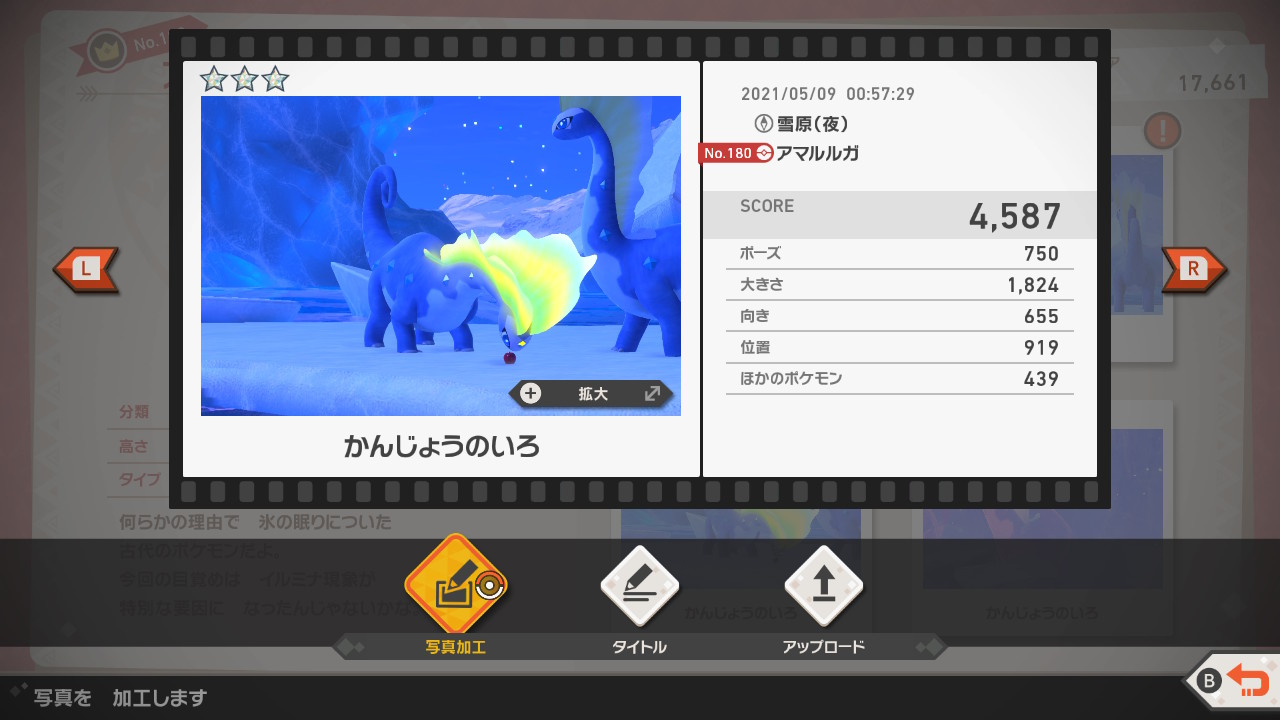 No.1
17,661
2021/05/09 00:57:29
雪原(夜)
No.180 アマルルガ
SCORE 4,587
ポーズ 750
大きさ 1,824
向き 655
位置 919
ほかのポケモン 439
L
R
+ 拡大
かんじょうのいろ
分類
高さ
タイプ
何らかの理由で 氷の眠りについた
古代のポケモンだよ。
今回の目覚めは イルミナ現象が
特別な要因に なったんじゃないかな
かんじょうのいろ
かんじょうのいろ
写真加工
タイトル
アップロード
写真を 加工します
B